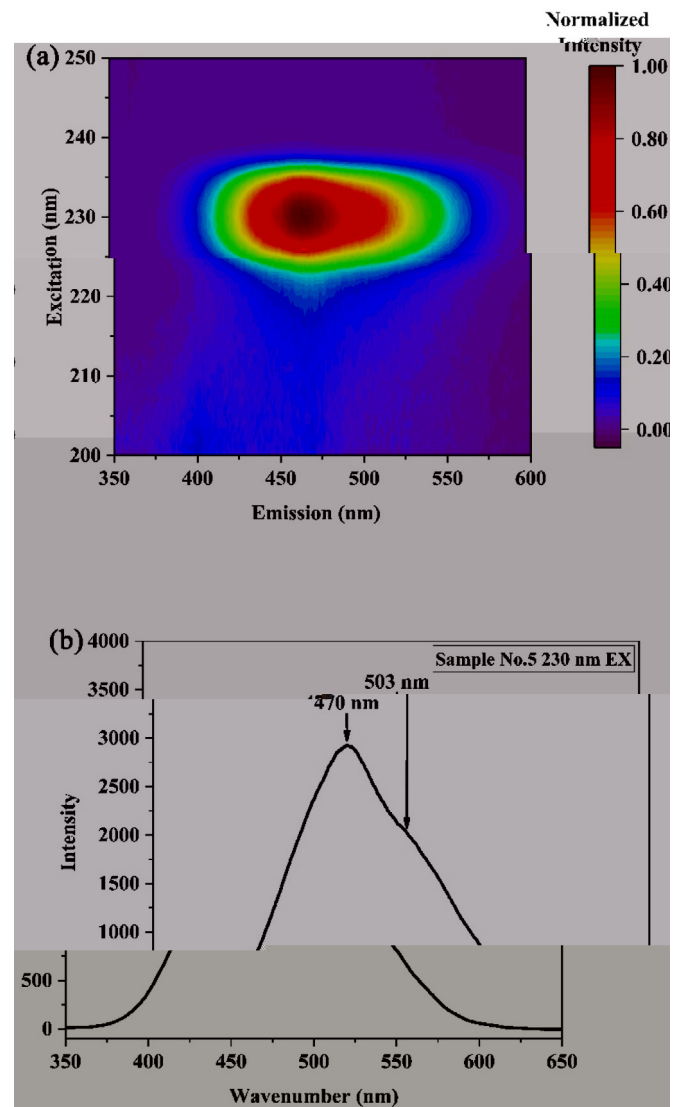 Normalized
Intensity
(a)
250
240
230
220
210
200
Excitation (nm)
350 400 450 500 550 600
Emission (nm)
1.00
0.80
0.60
0.40
0.20
0.00
(b)
4000
3500
3000
2500
2000
1500
1000
500
0
Intensity
Sample No.5 230 nm EX
503 nm
470 nm
350 400 450 500 550 600 650
Wavenumber (nm)